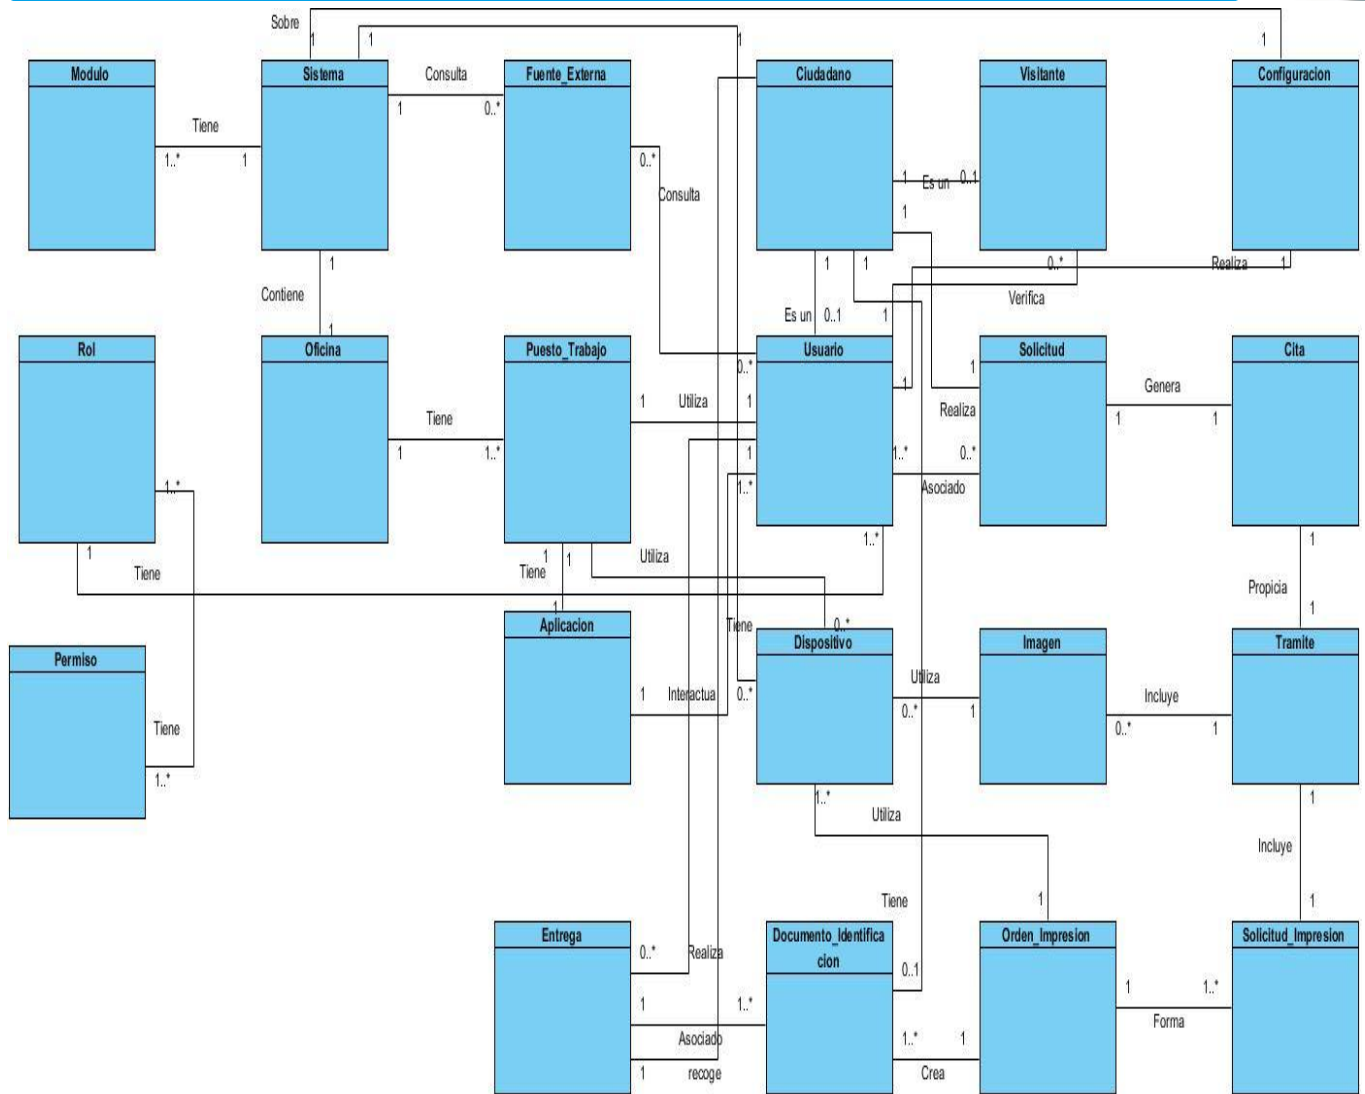 Sobre
1
1
1
1
Modulo
Sistema
Consulta
Fuente_Externa
Ciudadano
Visitante
Configuracion
1
0..*
Tiene
1..*
1
0..*
Consulta
1
Es un
0..1
1
1
Contiene
1
1
1
0..*
Realiza
1
Verifica
Es un
0..1
1
Rol
Oficina
Puesto_Trabajo
Usuario
Solicitud
Cita
0..*
1
1
Genera
1
Utiliza
1
Realiza
1
1
Tiene
1
1..*
1
1..*
0..*
1..*
1..*
Asociado
1
Tiene
1
1
Tiene
Utiliza
1..*
1
Propicia
1
1
Aplicacion
Tiene
0..*
Dispositivo
Imagen
Tramite
Permiso
Utiliza
1
Interactua
0..*
Incluye
0..*
1
0..*
1
Tiene
1..*
1..*
1
Utiliza
Incluye
1
Tiene
1
Entrega
Documento_Identifica
cion
Orden_Impresion
Solicitud_Impresion
0..*
Realiza
0..1
1
1..*
1
1..*
Forma
Asociado
1..*
1
1
recoge
Crea